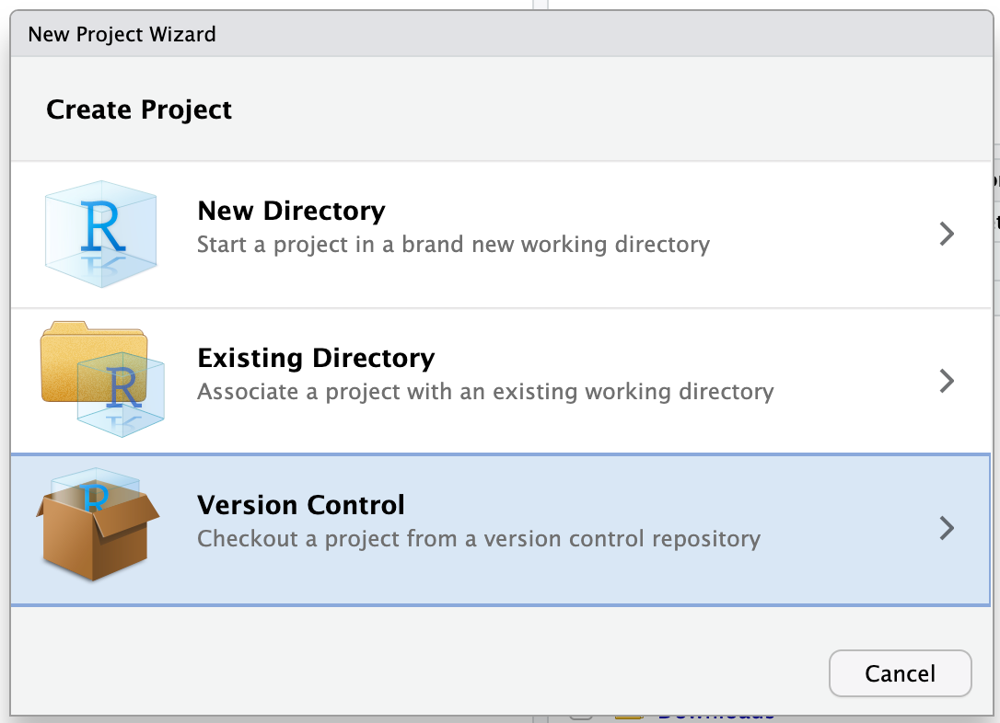 New Project Wizard
Create Project
New Directory
Start a project in a brand new working directory
Existing Directory
Associate a project with an existing working directory
Version Control
Checkout a project from a version control repository
Cancel